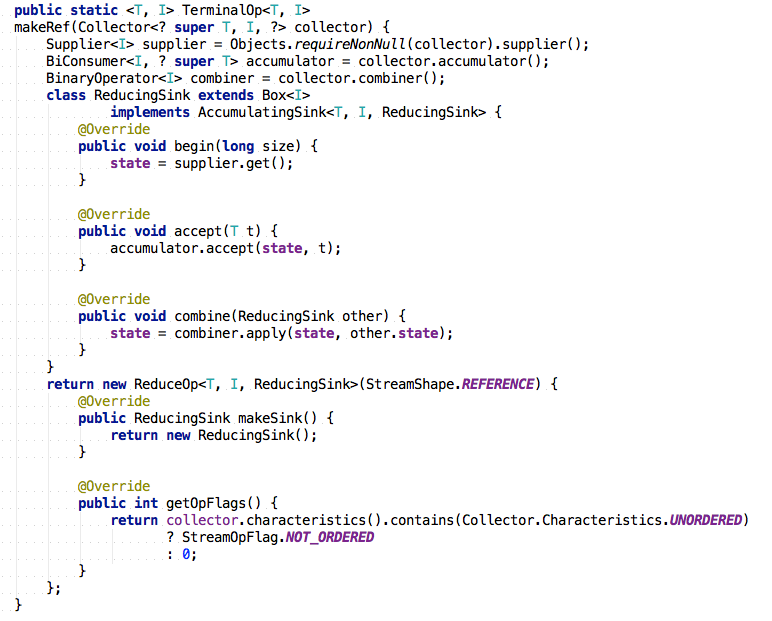 public static <T, I> TerminalOp<T, I>
makeRef(Collector<? super T, I, ?> collector) {
    Supplier<I> supplier = Objects.requireNonNull(collector).supplier();
    BiConsumer<I, ? super T> accumulator = collector.accumulator();
    BinaryOperator<I> combiner = collector.combiner();
    class ReducingSink extends Box<I>
            implements AccumulatingSink<T, I, ReducingSink> {
        @Override
        public void begin(long size) {
            state = supplier.get();
        }

        @Override
        public void accept(T t) {
            accumulator.accept(state, t);
        }

        @Override
        public void combine(ReducingSink other) {
            state = combiner.apply(state, other.state);
        }
    }
    return new ReduceOp<T, I, ReducingSink>(StreamShape.REFERENCE) {
        @Override
        public ReducingSink makeSink() {
            return new ReducingSink();
        }

        @Override
        public int getOpFlags() {
            return collector.characteristics().contains(Collector.Characteristics.UNORDERED)
                   ? StreamOpFlag.NOT_ORDERED
                   : 0;
        }
    };
}